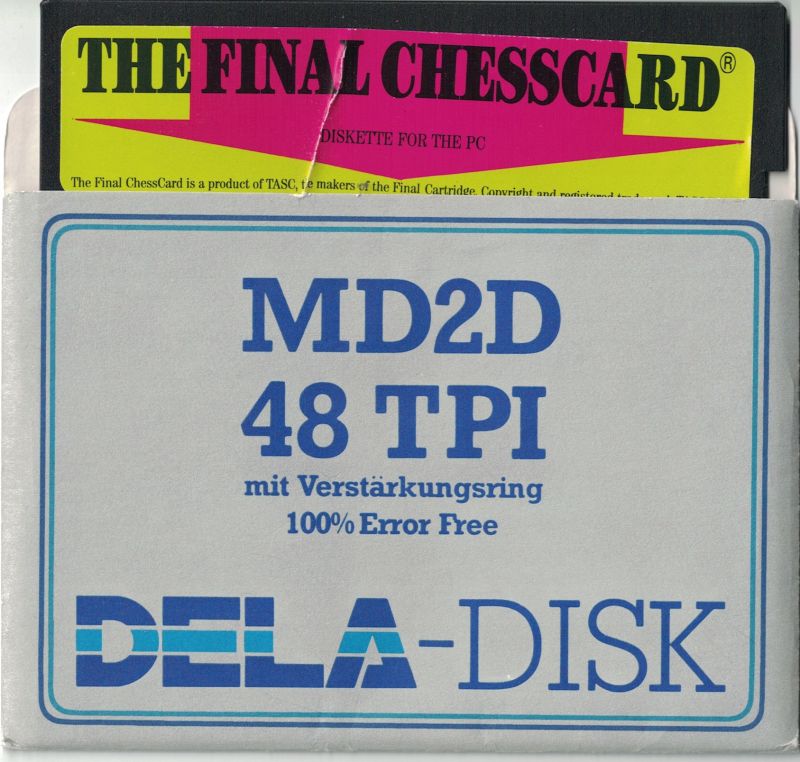 THE FINAL CHESSCARD®
DISKETTE FOR THE PC
The Final ChessCard is a product of TASC, the makers of the Final Cartridge. Copyright and registered
MD2D
48 TPI
mit Verstärkungsring
100% Error Free
DELA-DISK